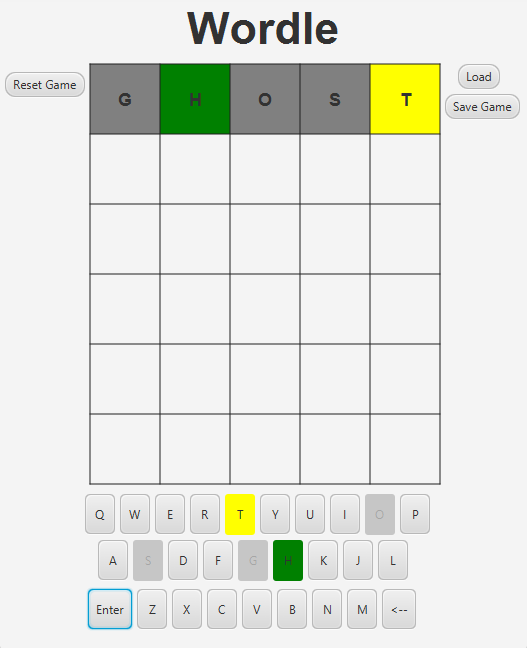 Wordle
Reset Game
Load
Save Game
G H O S T
Q W E R T Y U I O P
A S D F G H K J L
Enter Z X C V B N M <--